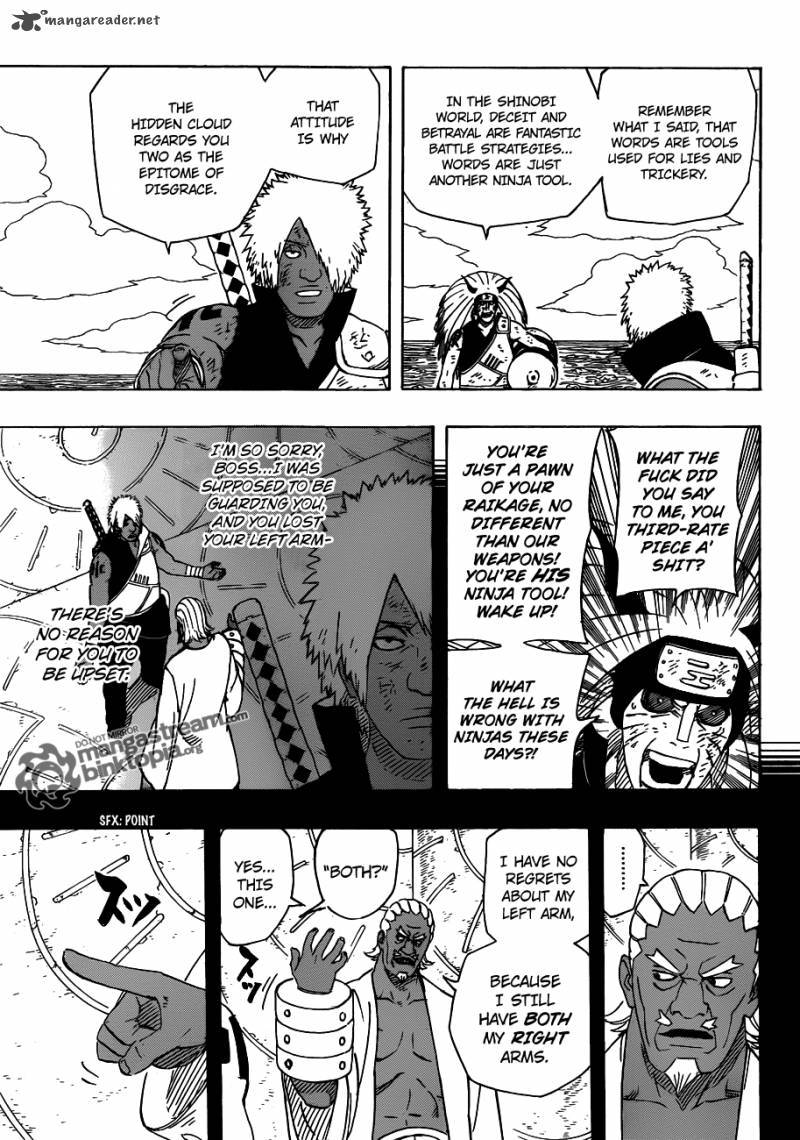 mangareader.net
REMEMBER
WHAT I SAID, THAT
WORDS ARE TOOLS
USED FOR LIES AND
TRICKERY.
IN THE SHINOBI
WORLD, DECEIT AND
BETRAYAL ARE FANTASTIC
BATTLE STRATEGIES...
WORDS ARE JUST
ANOTHER NINJA TOOL.
THAT
ATTITUDE
IS WHY
THE
HIDDEN CLOUD
REGARDS YOU
TWO AS THE
EPITOME OF
DISGRACE.
WHAT THE
FUCK DID
YOU SAY
TO ME, YOU
THIRD-RATE
PIECE A'
SHIT?
YOU'RE
JUST A PAWN
OF YOUR
RAIKAGE, NO
DIFFERENT
THAN OUR
WEAPONS!
YOU'RE HIS
NINJA TOOL!
WAKE UP!
WHAT
THE HELL IS
WRONG WITH
NINJAS THESE
DAYS?!
I'M SO SORRY,
BOSS...I WAS
SUPPOSED TO BE
GUARDING YOU,
AND YOU LOST
YOUR LEFT ARM-
THERE'S
NO REASON
FOR YOU TO
BE UPSET.
DO NOT MIRROR
mangastream.com
binktopia.org
.........
I HAVE NO
REGRETS
ABOUT MY
LEFT ARM,
BECAUSE
I STILL
HAVE BOTH
MY RIGHT
ARMS.
"BOTH?"
YES...
THIS
ONE...
ズッ
SFX: POINT
スッ